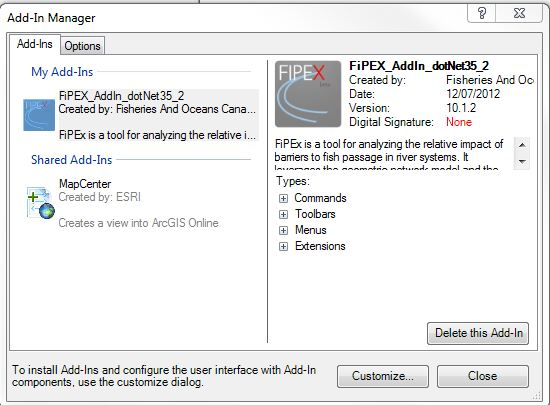 Add-In Manager
Add-Ins
Options
My Add-Ins
FiPEX_AddIn_dotNet35_2
Created by: Fisheries And Oceans Cana...
FiPEx is a tool for analyzing the relative i...
Shared Add-Ins
MapCenter
Created by: ESRI
Creates a view into ArcGIS Online
FIPEX
beta
FiPEX_AddIn_dotNet35_2
Created by: Fisheries And Oc
Date: 12/07/2012
Version: 10.1.2
Digital Signature: None
FiPEx is a tool for analyzing the relative impact of
barriers to fish passage in river systems. It
leverages the geometric network model and the
Types:
Commands
Toolbars
Menus
Extensions
Delete this Add-In
To install Add-Ins and configure the user interface with Add-In
components, use the customize dialog.
Customize...
Close